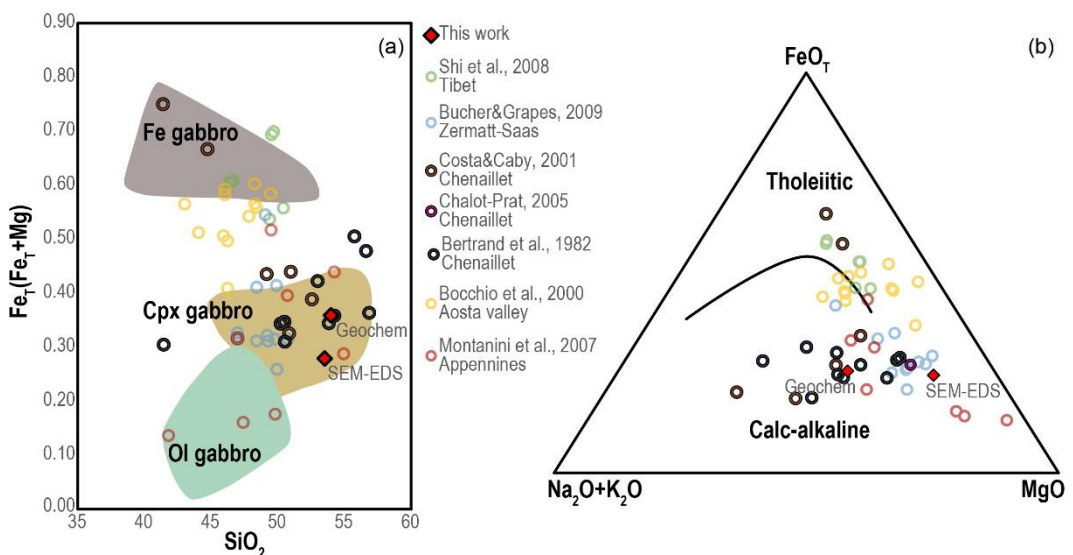 0.90
0.80
0.70
0.60
0.50
0.40
0.30
0.20
0.10
0.00
Fe_T(Fe_T+Mg)
35
40
45
50
55
60
SiO₂
(a)
Fe gabbro
Cpx gabbro
Geochem
SEM-EDS
Ol gabbro
This work
Shi et al., 2008
Tibet
Bucher&Grapes, 2009
Zermatt-Saas
Costa&Caby, 2001
Chenaillet
Chalot-Prat, 2005
Chenaillet
Bertrand et al., 1982
Chenaillet
Bocchio et al., 2000
Aosta valley
Montanini et al., 2007
Appennines
(b)
FeO_T
Tholeiitic
Geochem
SEM-EDS
Calc-alkaline
Na₂O+K₂O
MgO